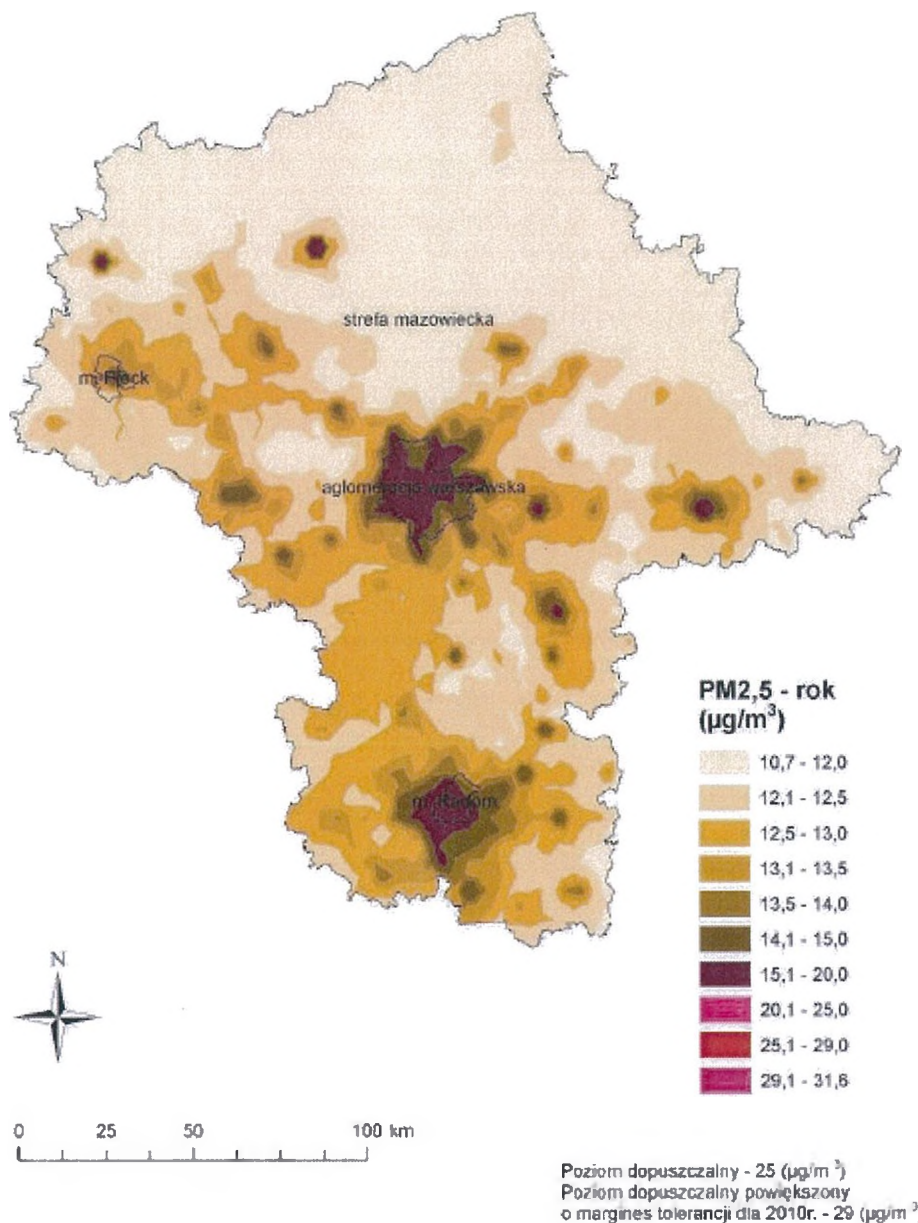 strefa mazowiecka
m. Płock
aglomeracja warszawska
m. Radom
PM2,5 - rok
(µg/m³)
10,7 - 12,0
12,1 - 12,5
12,5 - 13,0
13,1 - 13,5
13,5 - 14,0
14,1 - 15,0
15,1 - 20,0
20,1 - 25,0
25,1 - 29,0
29,1 - 31,6
N
0 25 50 100 km
Poziom dopuszczalny - 25 (µg/m³)
Poziom dopuszczalny powiększony
o margines tolerancji dla 2010r. - 29 (µg/m³